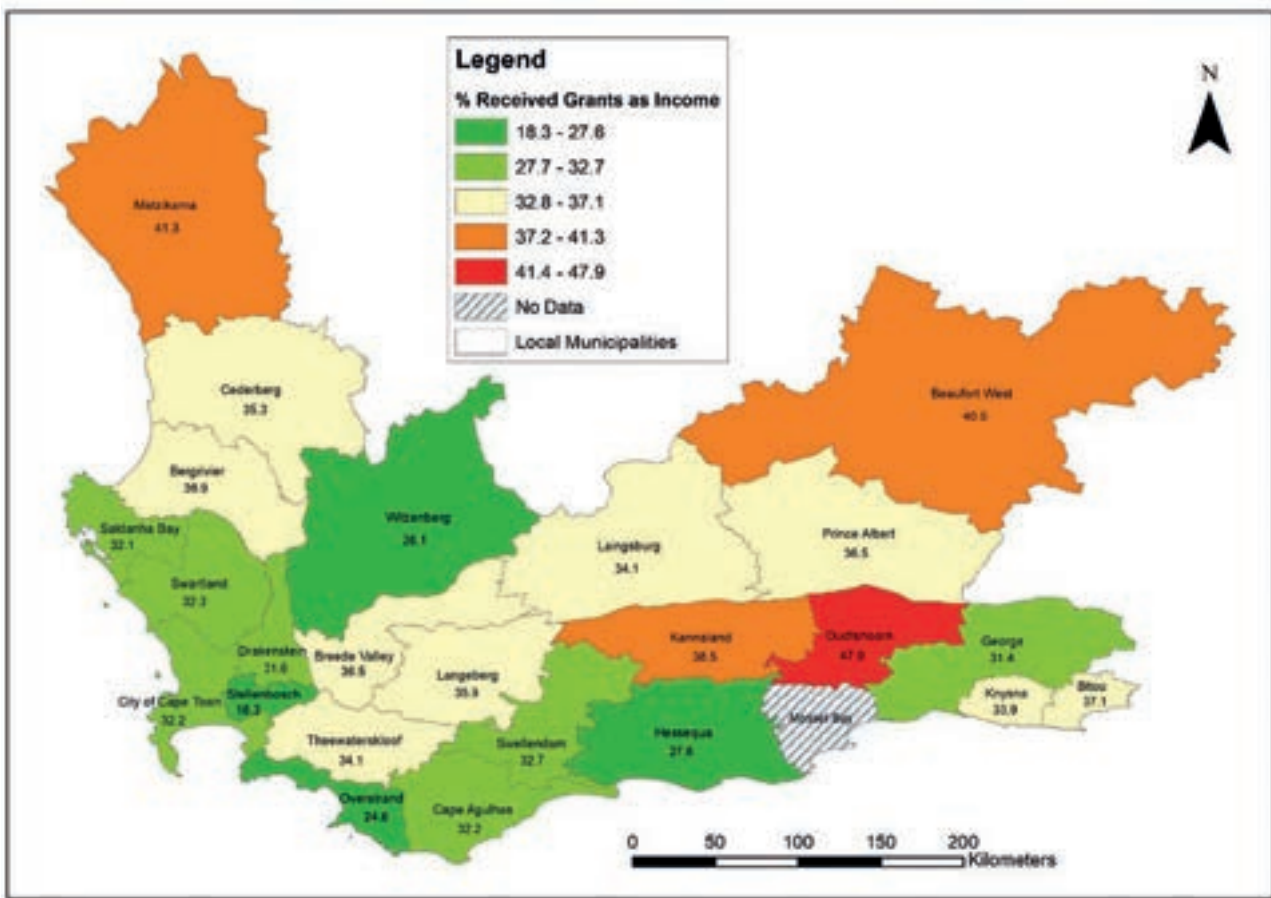 Legend
% Received Grants as Income
18.3 - 27.6
27.7 - 32.7
32.8 - 37.1
37.2 - 41.3
41.4 - 47.9
No Data
Local Municipalities
N
Matzikama
41.3
Cederberg
35.3
Bergrivier
36.9
Saldanha Bay
32.1
Swartland
32.3
Witzenberg
26.1
Laingsburg
34.1
Beaufort West
Prince Albert
36.5
Drakenstein
31.6
Breede Valley
36.5
Langeberg
35.9
Kannaland
38.5
Oudtshoorn
47.9
George
31.4
City of Cape Town
32.2
Stellenbosch
18.3
Theewaterskloof
34.1
Swellendam
32.7
Hessequa
27.6
Mossel Bay
Knysna
33.9
Bitou
37.1
Overstrand
24.6
Cape Agulhas
32.2
0 50 100 150 200
Kilometers